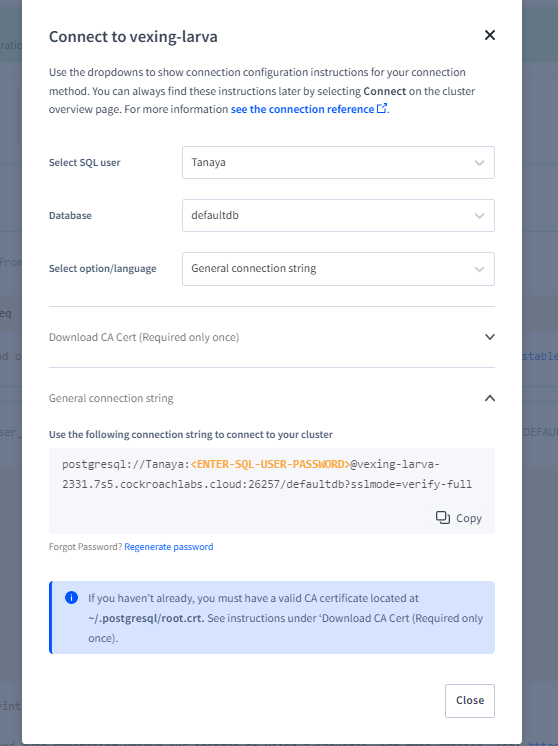 Connect to vexing-larva
Use the dropdowns to show connection configuration instructions for your connection
method. You can always find these instructions later by selecting Connect on the cluster
overview page. For more information see the connection reference.
Select SQL user
Tanaya
Database
defaultdb
Select option/language
General connection string
Download CA Cert (Required only once)
General connection string
Use the following connection string to connect to your cluster
postgresql://Tanaya:<ENTER-SQL-USER-PASSWORD>@vexing-larva-
2331.7s5.cockroachlabs.cloud:26257/defaultdb?sslmode=verify-full
Copy
Forgot Password? Regenerate password
If you haven't already, you must have a valid CA certificate located at
~/.postgresql/root.crt. See instructions under ‘Download CA Cert (Required only
once).
Close